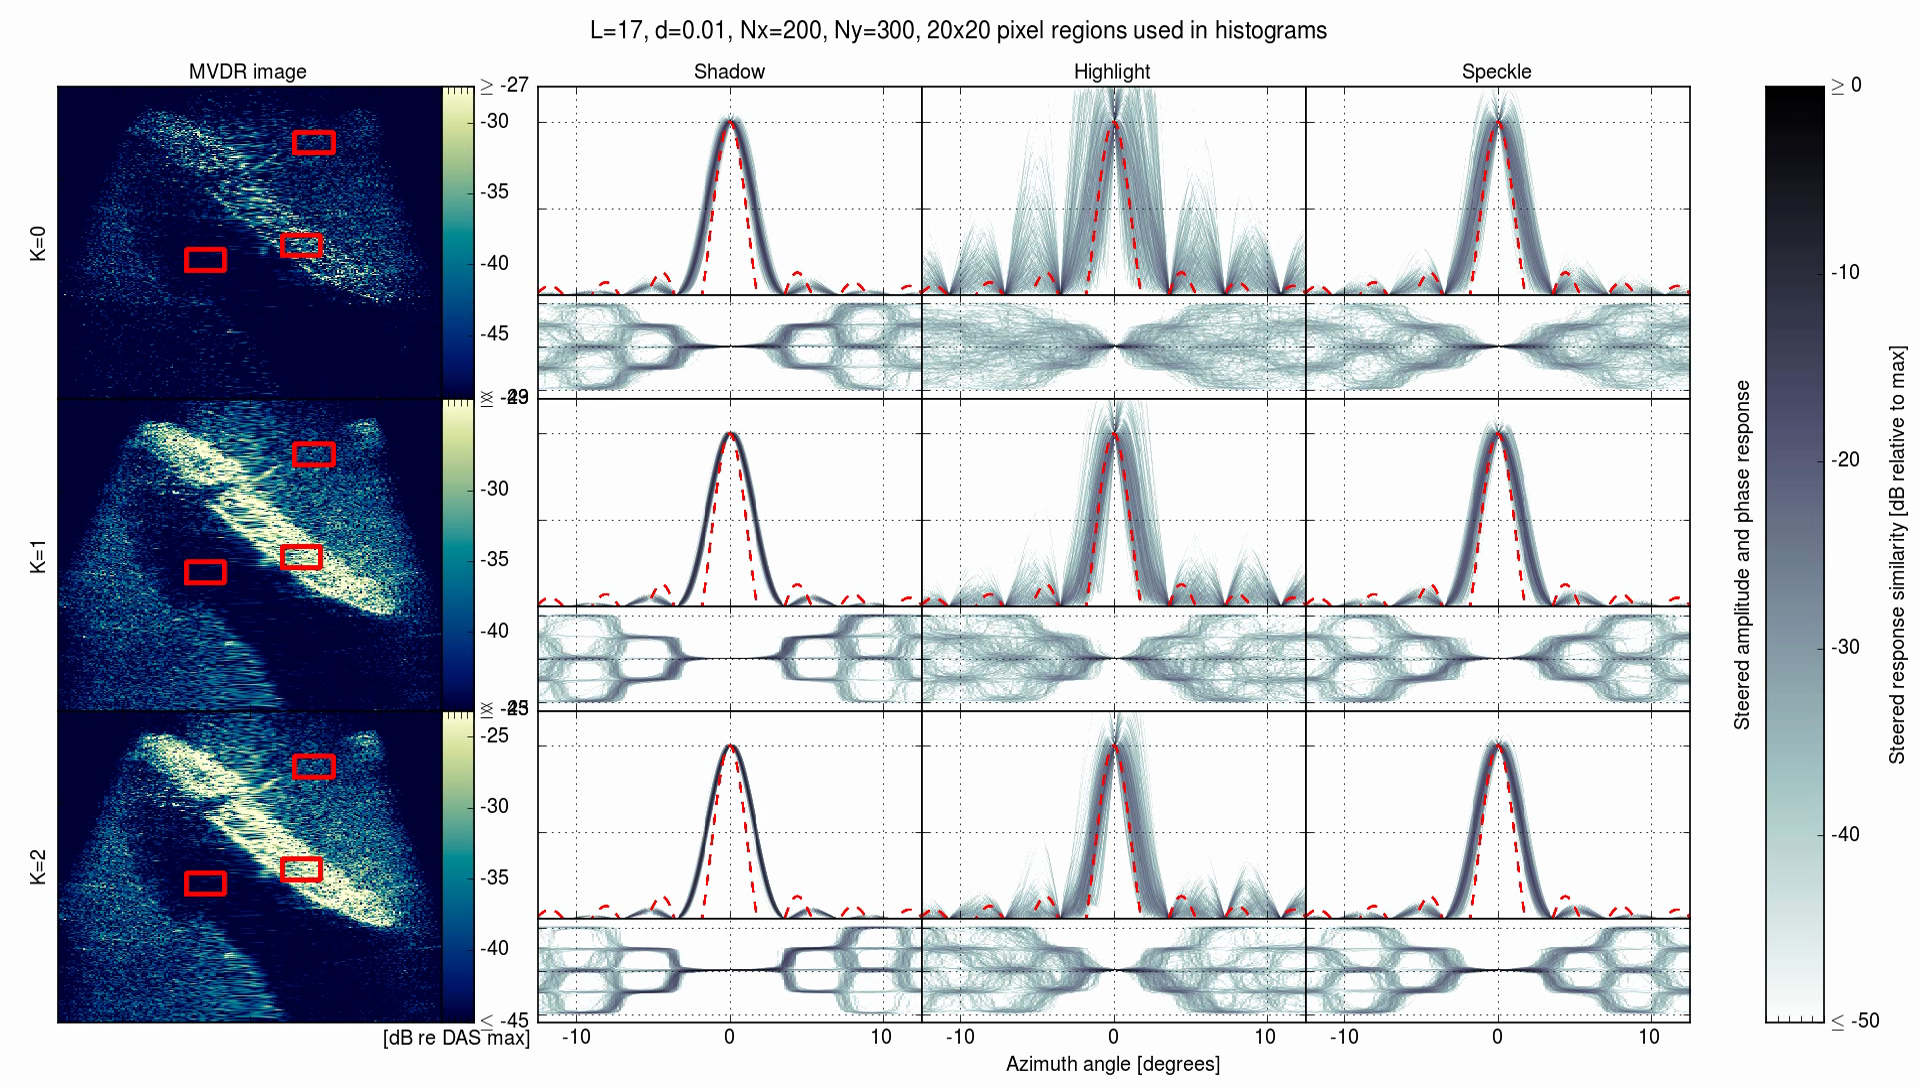 L=17, d=0.01, Nx=200, Ny=300, 20x20 pixel regions used in histograms
MVDR image
Shadow
Highlight
Speckle
K=0
≥ -27
-30
-35
-40
-45
K=1
-30
-35
-40
K=2
-25
-30
-35
-40
≤ -45
[dB re DAS max]
-10 0 10
-10 0 10
-10 0 10
Azimuth angle [degrees]
Steered amplitude and phase response
≥ 0
-10
-20
-30
-40
≤ -50
Steered response similarity [dB relative to max]